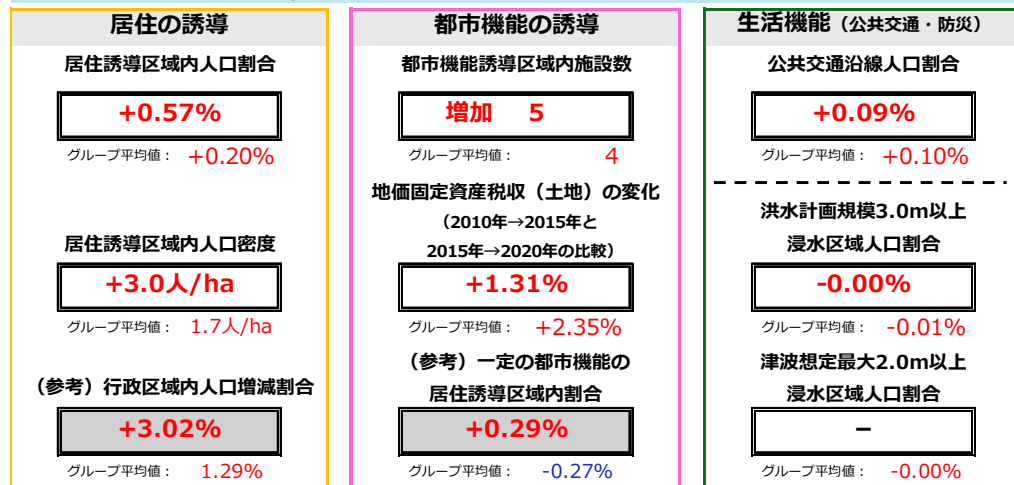 居住の誘導
居住誘導区域内人口割合
+0.57%
グループ平均値： +0.20%
居住誘導区域内人口密度
+3.0人/ha
グループ平均値： 1.7人/ha
（参考）行政区域内人口増減割合
+3.02%
グループ平均値： 1.29%
都市機能の誘導
都市機能誘導区域内施設数
増加 5
グループ平均値： 4
地価固定資産税収（土地）の変化
（2010年→2015年と
2015年→2020年の比較）
+1.31%
グループ平均値： +2.35%
（参考）一定の都市機能の
居住誘導区域内割合
+0.29%
グループ平均値： -0.27%
生活機能（公共交通・防災）
公共交通沿線人口割合
+0.09%
グループ平均値： +0.10%
洪水計画規模3.0m以上
浸水区域人口割合
-0.00%
グループ平均値： -0.01%
津波想定最大2.0m以上
浸水区域人口割合
–
グループ平均値： -0.00%